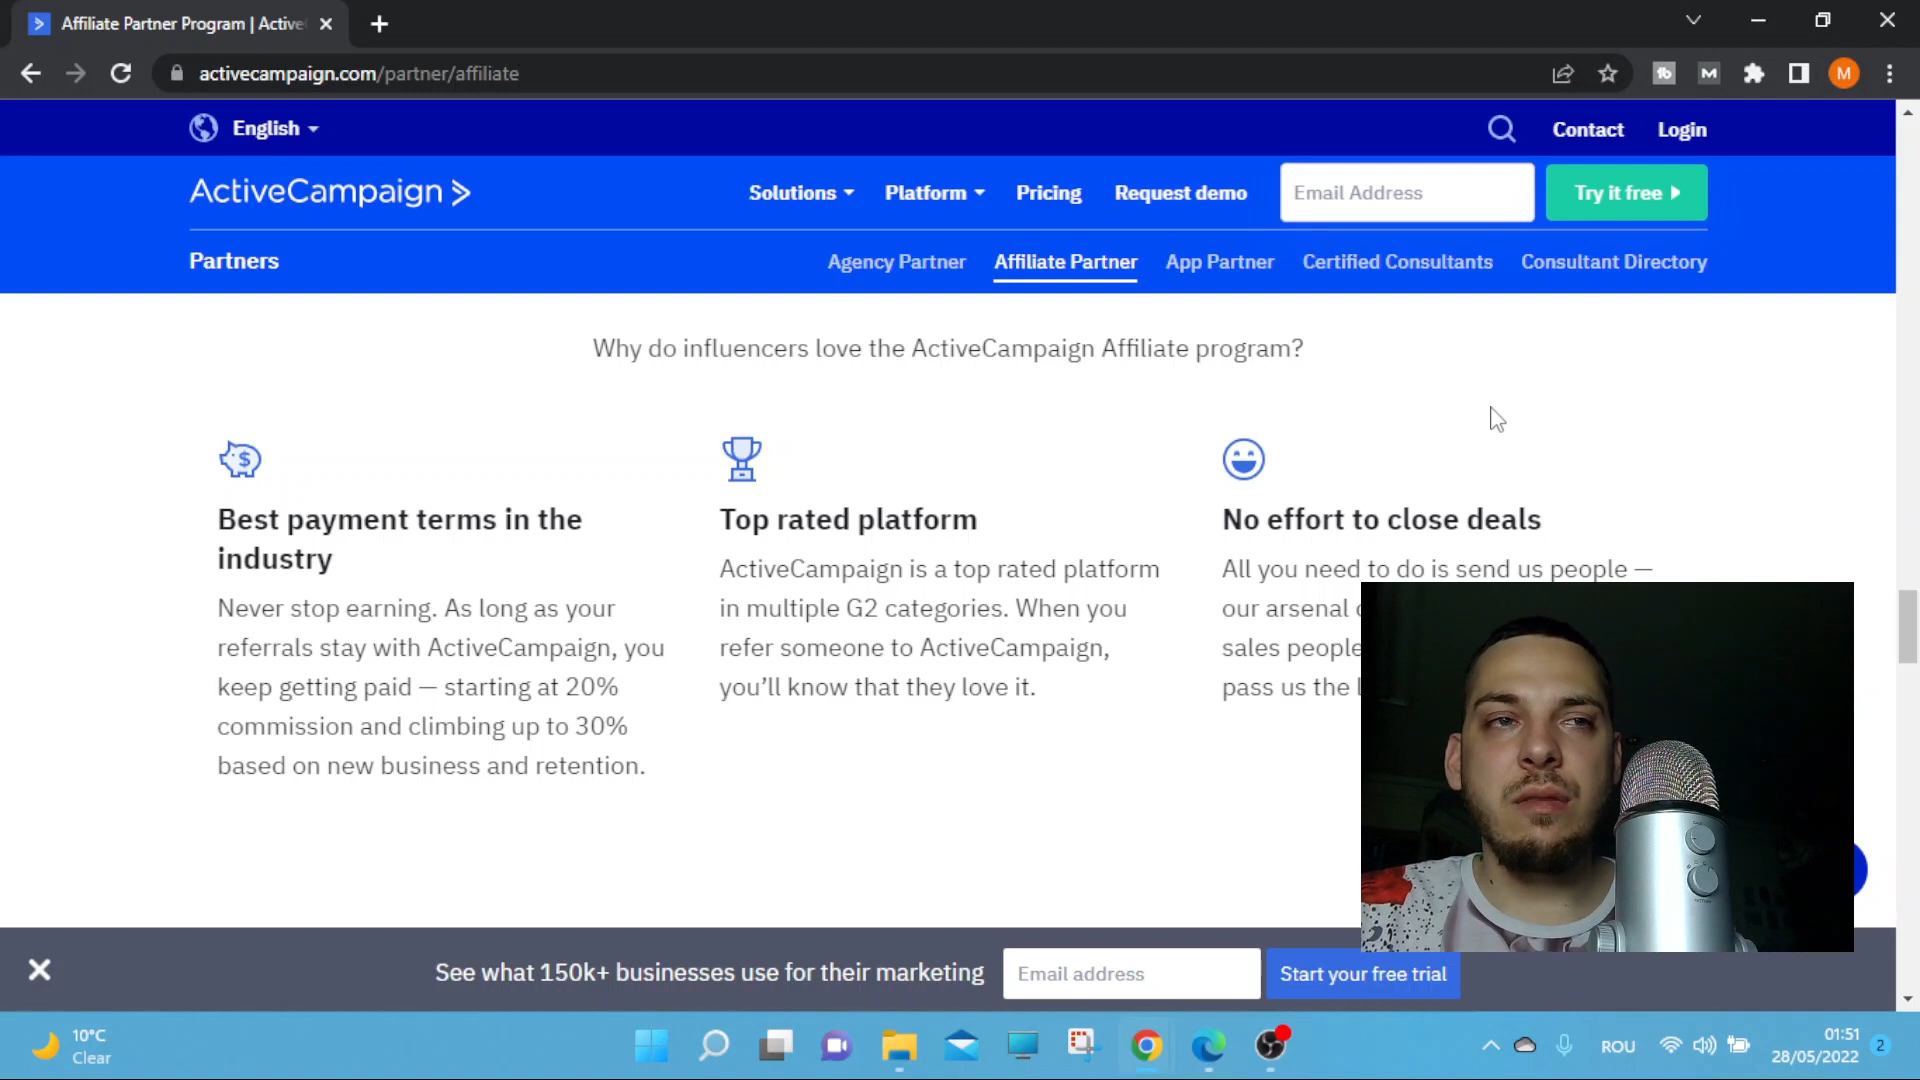 Affiliate Partner Program | Active
activecampaign.com/partner/affiliate
M
English
Contact
Login
ActiveCampaign
Solutions
Platform
Pricing
Request demo
Email Address
Try it free
Partners
Agency Partner
Affiliate Partner
App Partner
Certified Consultants
Consultant Directory
Why do influencers love the ActiveCampaign Affiliate program?
Best payment terms in the
industry
Never stop earning. As long as your
referrals stay with ActiveCampaign, you
keep getting paid — starting at 20%
commission and climbing up to 30%
based on new business and retention.
Top rated platform
ActiveCampaign is a top rated platform
in multiple G2 categories. When you
refer someone to ActiveCampaign,
you’ll know that they love it.
No effort to close deals
All you need to do is send us people —
our arsenal
sales people
pass us the
See what 150k+ businesses use for their marketing
Email address
Start your free trial
10°C
Clear
ROU
01:51
28/05/2022
2